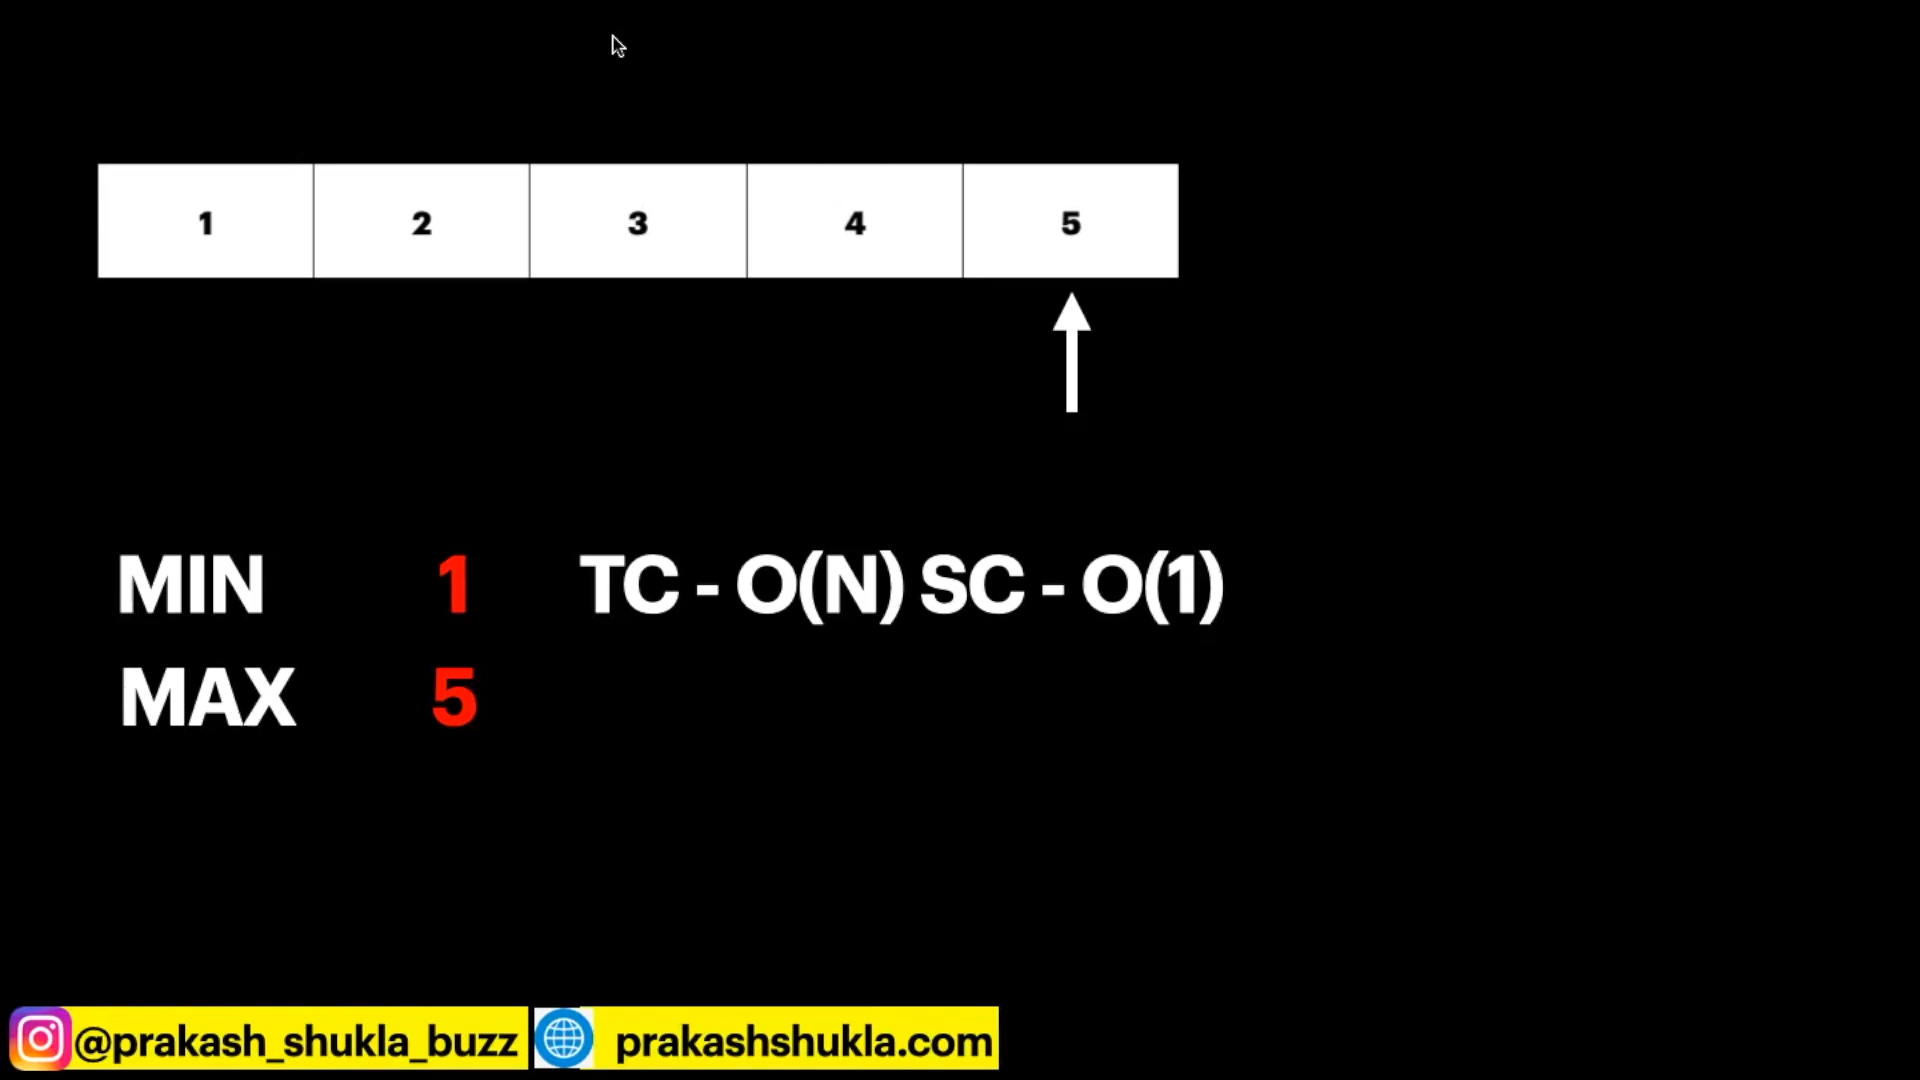 1 2 3 4 5
MIN 1 TC - O(N) SC - O(1)
MAX 5
@prakash_shukla_buzz prakashshukla.com